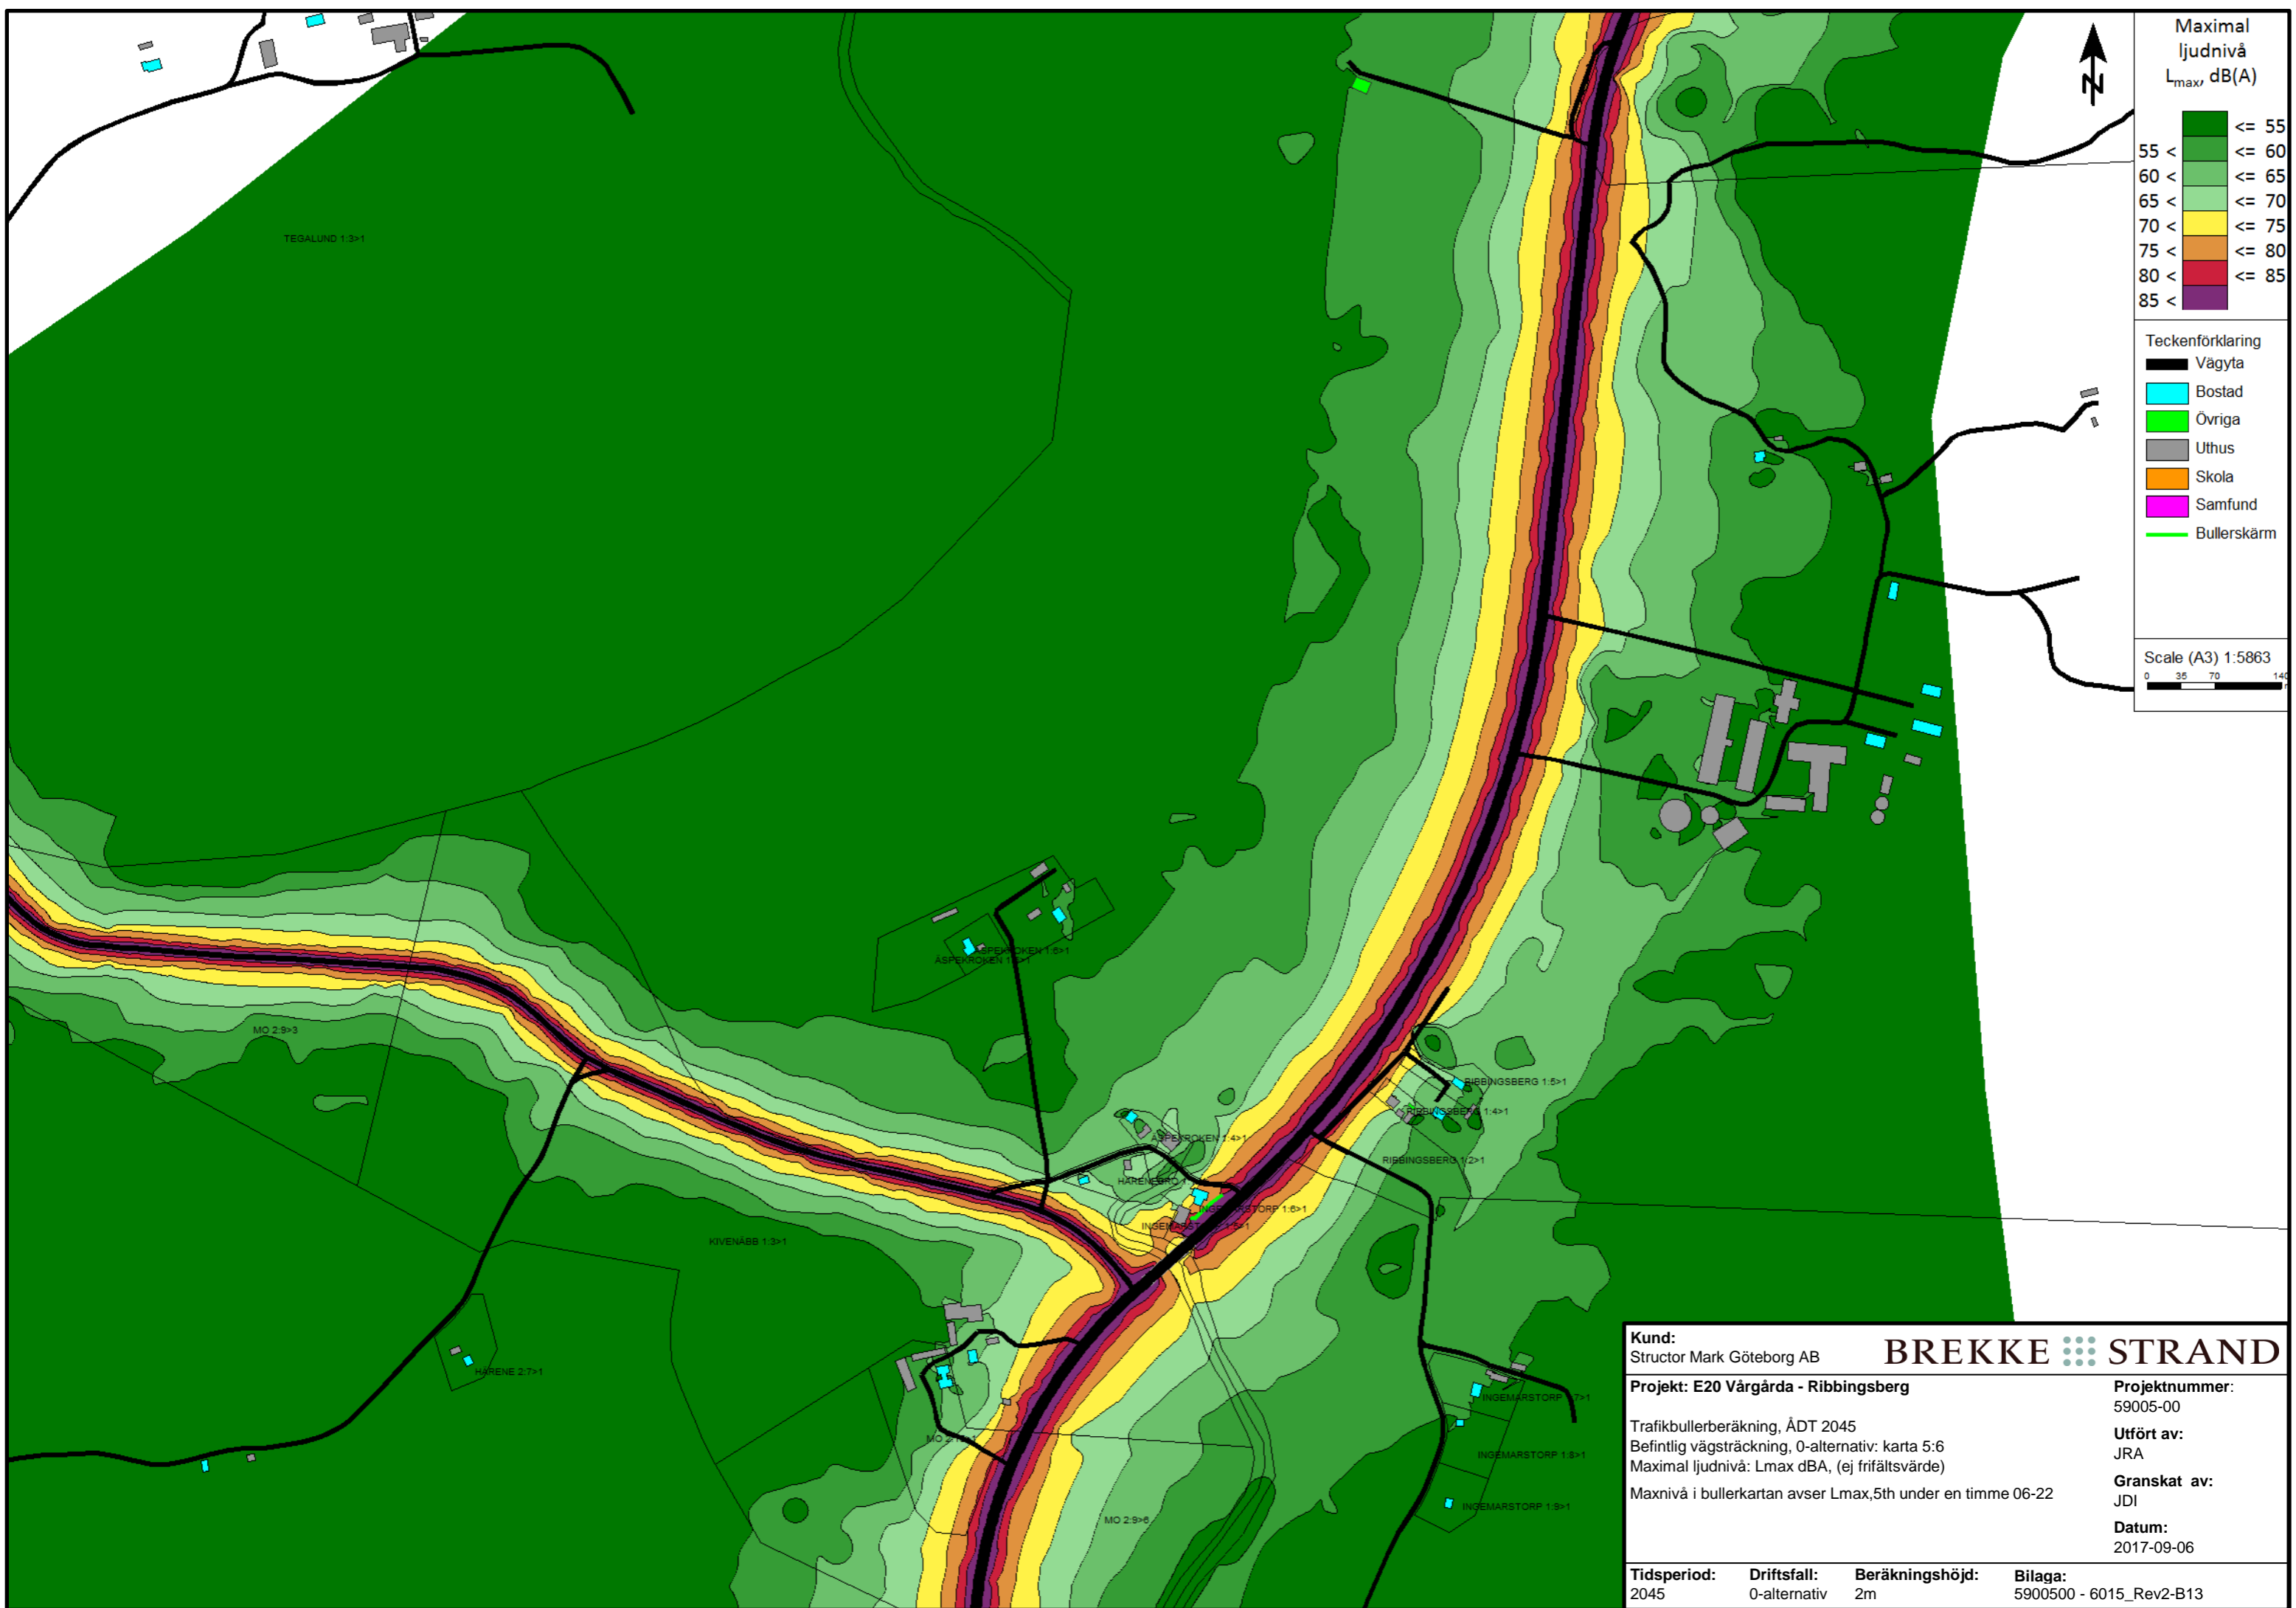 Maximal
ljudnivå
Lmax, dB(A)
N
<= 55
55 < <= 60
60 < <= 65
65 < <= 70
70 < <= 75
75 < <= 80
80 < <= 85
85 <
Teckenförklaring
Vägyta
Bostad
Övriga
Uthus
Skola
Samfund
Bullerskärm
Scale (A3) 1:5863
0 35 70 140
TEGALUND 1:3>1
MO 2:9>3
KIVENÄBB 1:3>1
HÄRENE 2:7>1
ASPEKROKEN 1:4>1
RIBBINGSBERG 1:5>1
RIBBINGSBERG 1:4>1
RIBBINGSBERG 1:2>1
INGEMARSTORP 1:6>1
MO 2:9>6
INGEMARSTORP 1:8>1
INGEMARSTORP 1:9>1
Kund:
Structor Mark Göteborg AB
BREKKE STRAND
Projekt: E20 Vårgårda - Ribbingsberg
Trafikbullerberäkning, ÅDT 2045
Befintlig vägsträckning, 0-alternativ: karta 5:6
Maximal ljudnivå: Lmax dBA, (ej frifältsvärde)
Maxnivå i bullerkartan avser Lmax,5th under en timme 06-22
Projektnummer:
59005-00
Utfört av:
JRA
Granskat av:
JDI
Datum:
2017-09-06
Tidsperiod: Driftsfall: Beräkningshöjd: Bilaga:
2045 0-alternativ 2m 5900500 - 6015_Rev2-B13